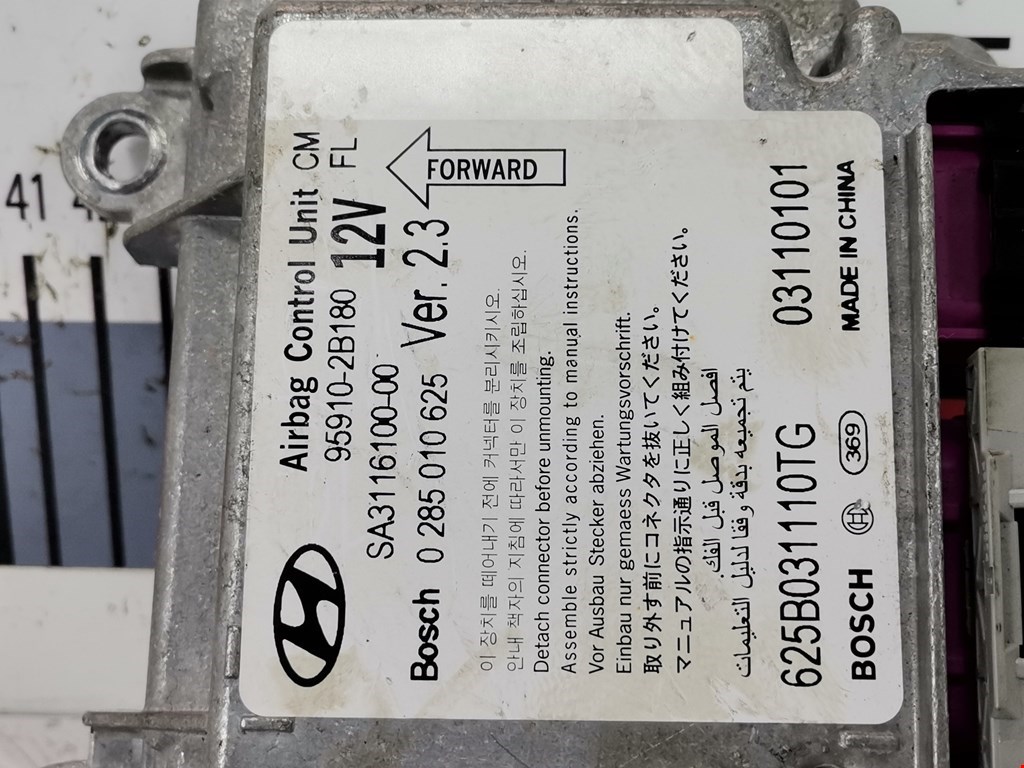 Airbag Control Unit CM
95910-2B180 12V FL
SA3116100-00
Bosch 0 285 010 625 Ver. 2.3
FORWARD
이 장치를 떼어내기 전에 커넥터를 분리시키시오.
안내 책자의 지침에 따라서만 이 장치를 조립하십시오.
Detach connector before unmounting.
Assemble strictly according to manual instructions.
Vor Ausbau Stecker abziehen.
Einbau nur gemaess Wartungsvorschrift.
取り外す前にコネクタを抜いてください。
マニュアルの指示通りに正しく組み付けてください。
افصل الموصل قبل الفك
يتم تجميعه بدقة وفقا لدليل التعليمات
625B031110TG 03110101
BOSCH 369 MADE IN CHINA
41